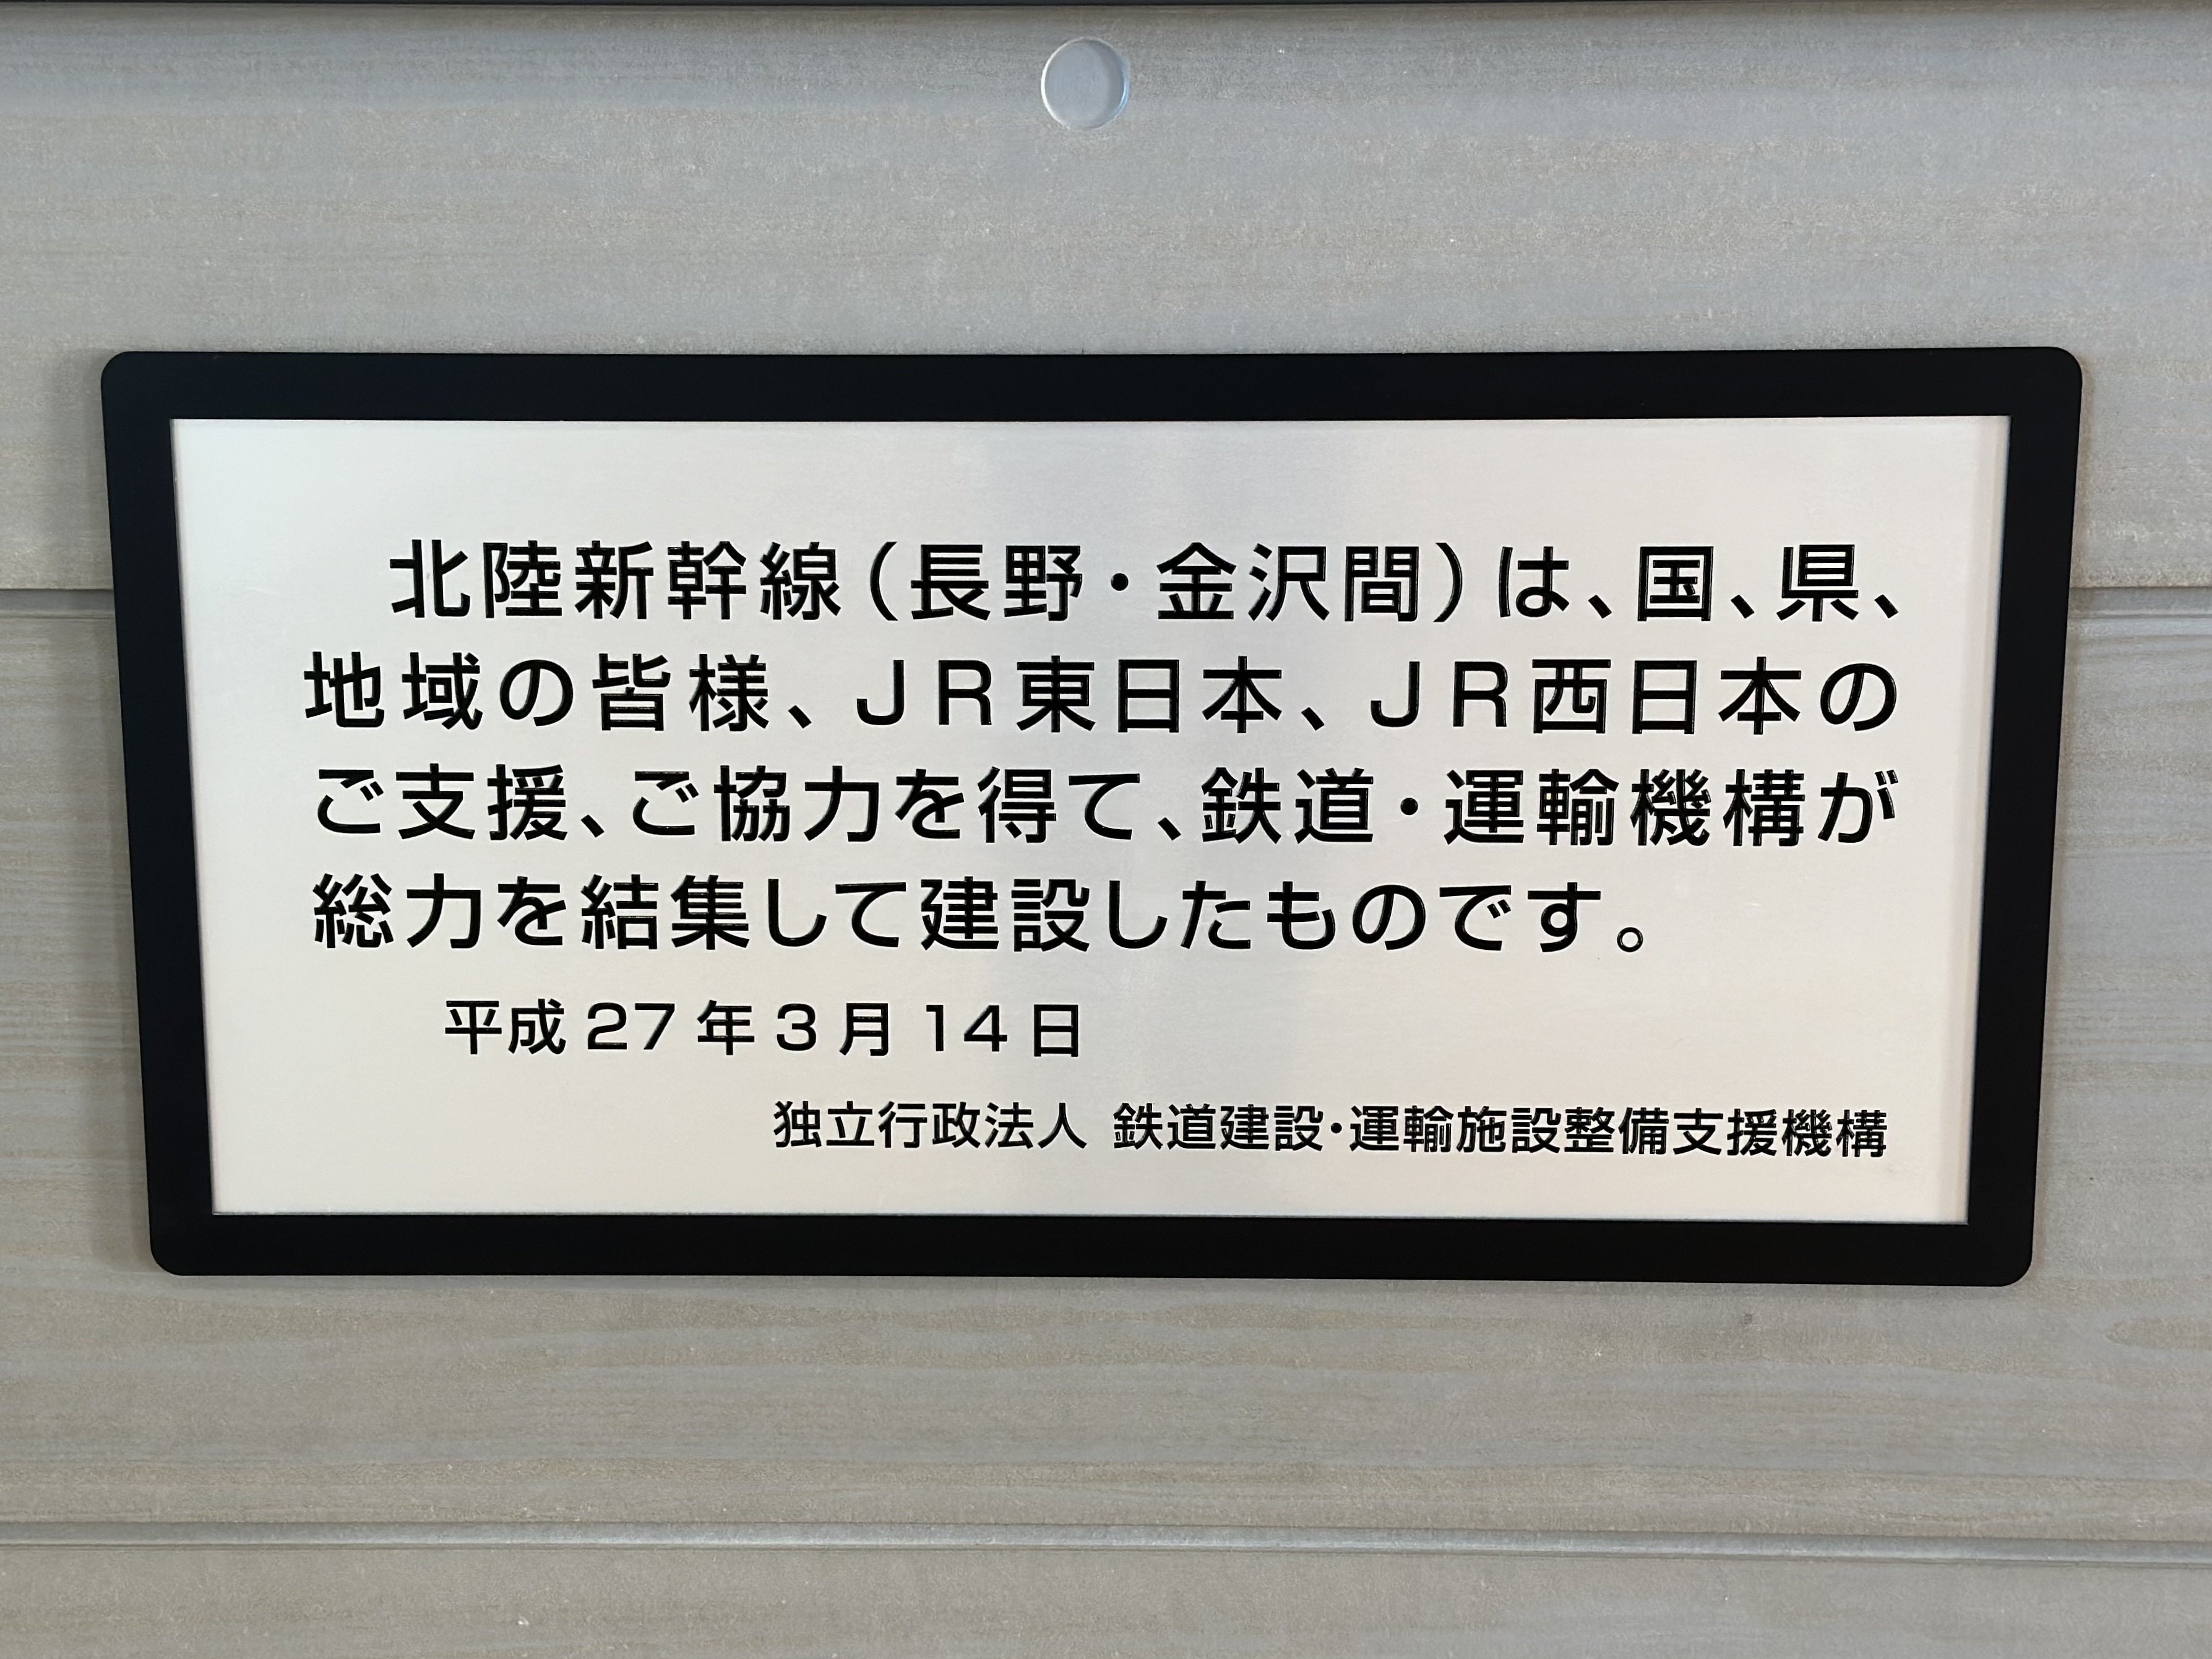 北陸新幹線（長野・金沢間）は、国、県、
地域の皆様、ＪＲ東日本、ＪＲ西日本の
ご支援、ご協力を得て、鉄道・運輸機構が
総力を結集して建設したものです。
平成 27 年 3 月 14 日
独立行政法人 鉄道建設・運輸施設整備支援機構